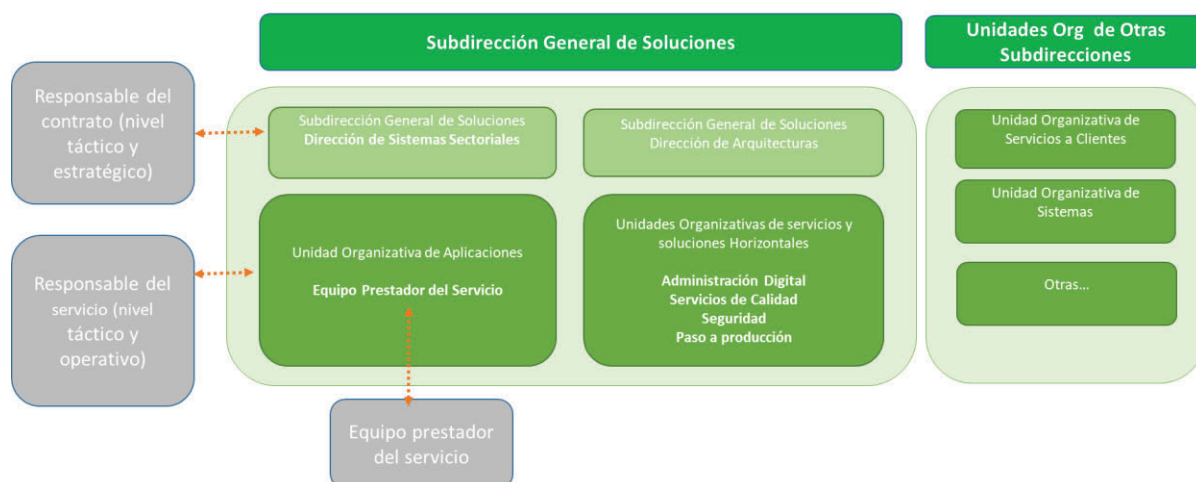 Subdirección General de Soluciones
Unidades Org de Otras
Subdirecciones
Responsable del
contrato (nivel
táctico y
estratégico)
Subdirección General de Soluciones
Dirección de Sistemas Sectoriales
Subdirección General de Soluciones
Dirección de Arquitecturas
Unidad Organizativa de
Servicios a Clientes
Unidad Organizativa de
Sistemas
Responsable del
servicio (nivel
táctico y
operativo)
Unidad Organizativa de Aplicaciones
Equipo Prestador del Servicio
Unidades Organizativas de servicios y
soluciones Horizontales
Administración Digital
Servicios de Calidad
Seguridad
Paso a producción
Otras...
Equipo prestador
del servicio